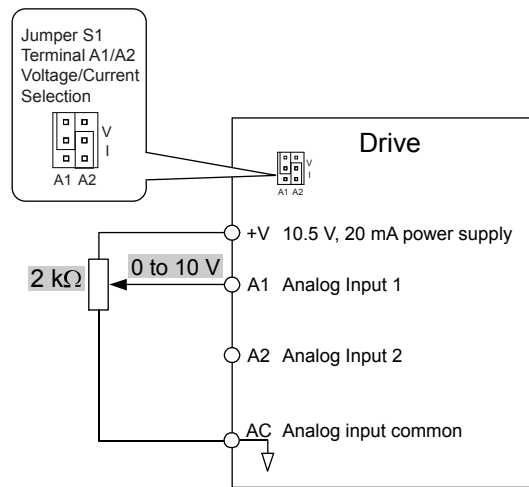 Jumper S1
Terminal A1/A2
Voltage/Current
Selection
V
I
A1 A2
Drive
V
I
A1 A2
+V 10.5 V, 20 mA power supply
2 kΩ
0 to 10 V
A1 Analog Input 1
A2 Analog Input 2
AC Analog input common